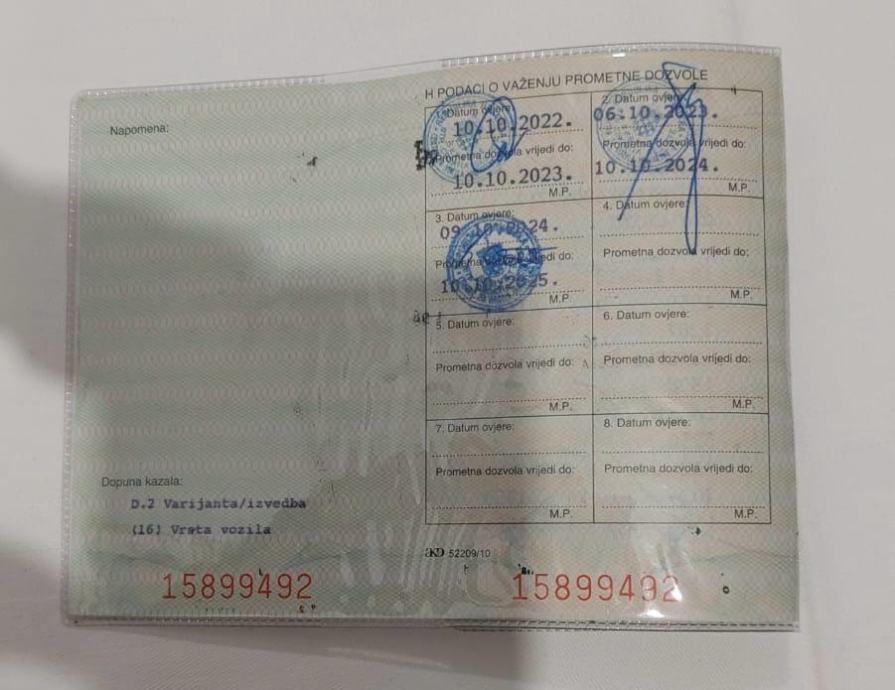 Napomena:
Dopuna kazala:
D.2 Varijanta/izvedba
(16) Vrsta vozila
15899492
H PODACI O VAŽENJU PROMETNE DOZVOLE
Datum ovjere:
10.10.2022.
Prometna dozvola vrijedi do:
10.10.2023.
M.P.
2. Datum ovjere:
06.10.2023.
Prometna dozvola vrijedi do:
10.10.2024.
M.P.
3. Datum ovjere:
09.10.2024.
Prometna dozvola vrijedi do:
10.10.2025.
M.P.
4. Datum ovjere:
Prometna dozvola vrijedi do:
M.P.
5. Datum ovjere:
Prometna dozvola vrijedi do:
M.P.
6. Datum ovjere:
Prometna dozvola vrijedi do:
M.P.
7. Datum ovjere:
Prometna dozvola vrijedi do:
M.P.
8. Datum ovjere:
Prometna dozvola vrijedi do:
M.P.
AKD 52209/10
15899492